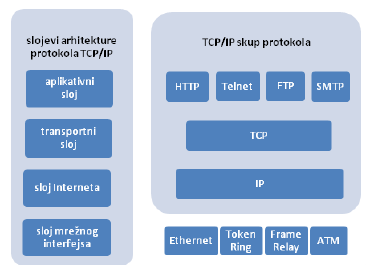 slojevi arhitekture
protokola TCP/IP
aplikativni
sloj
transportni
sloj
sloj Interneta
sloj mrežnog
interfejsa
TCP/IP skup protokola
HTTP
Telnet
FTP
SMTP
TCP
IP
Ethernet
Token
Ring
Frame
Relay
ATM